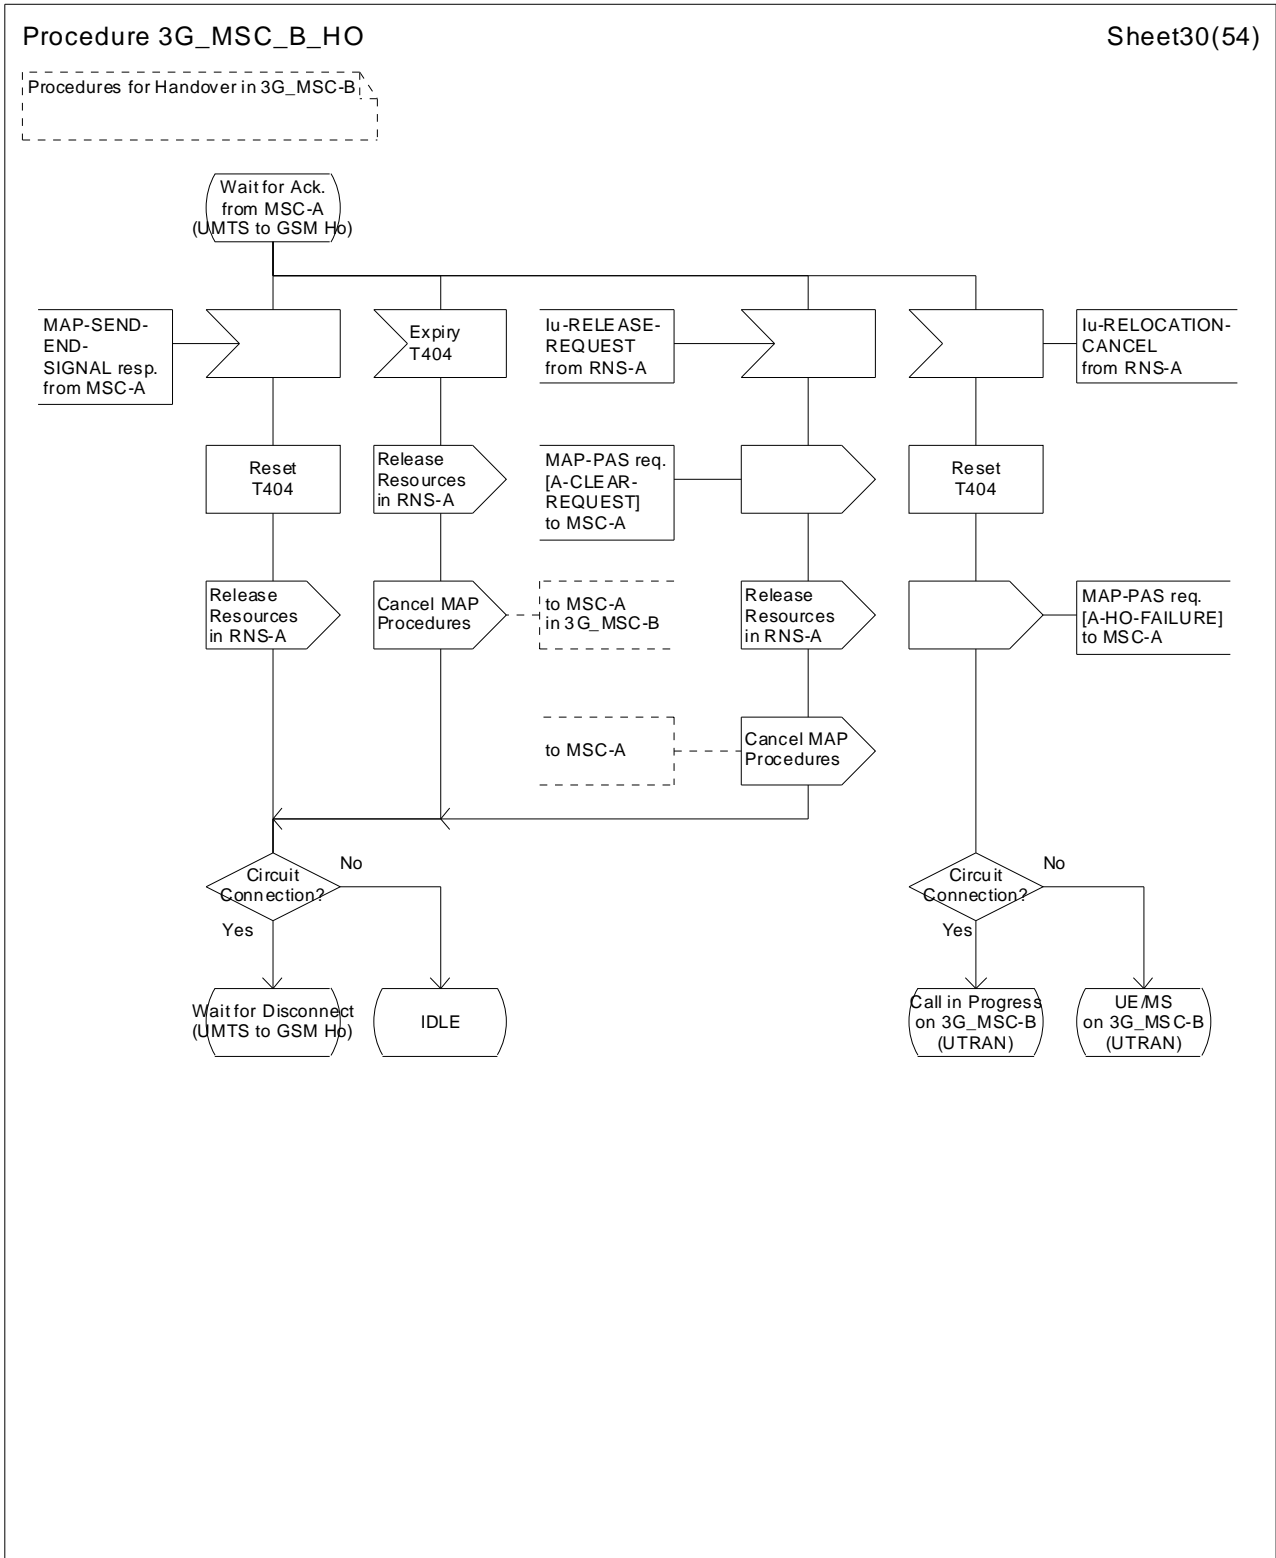 Procedure 3G_MSC_B_HO
Sheet30(54)
Procedures for Handover in 3G_MSC-B
Wait for Ack.
from MSC-A
(UMTS to GSM Ho)
MAP-SEND-
END-
SIGNAL resp.
from MSC-A
Expiry
T404
Iu-RELEASE-
REQUEST
from RNS-A
Iu-RELOCATION-
CANCEL
from RNS-A
Reset
T404
Release
Resources
in RNS-A
MAP-PAS req.
[A-CLEAR-
REQUEST]
to MSC-A
Reset
T404
Release
Resources
in RNS-A
Cancel MAP
Procedures
to MSC-A
in 3G_MSC-B
Release
Resources
in RNS-A
MAP-PAS req.
[A-HO-FAILURE]
to MSC-A
to MSC-A
Cancel MAP
Procedures
Circuit
Connection?
No
Yes
Circuit
Connection?
No
Yes
Wait for Disconnect
(UMTS to GSM Ho)
IDLE
Call in Progress
on 3G_MSC-B
(UTRAN)
UE/MS
on 3G_MSC-B
(UTRAN)